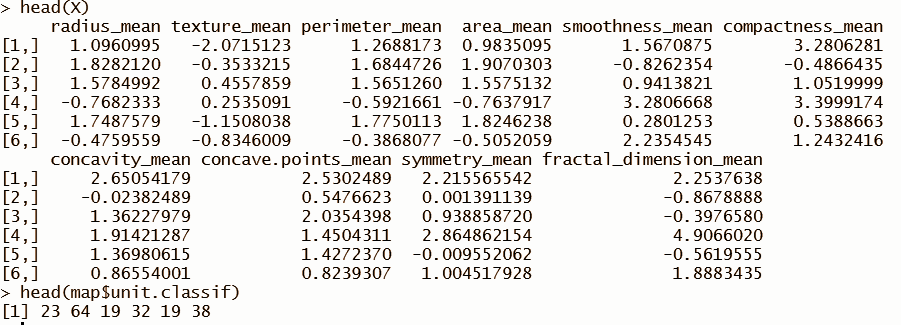 > head(X)
radius_mean texture_mean perimeter_mean area_mean smoothness_mean compactness_mean
[1,] 1.0960995 -2.0715123 1.2688173 0.9835095 1.5670875 3.2806281
[2,] 1.8282120 -0.3533215 1.6844726 1.9070303 -0.8262354 -0.4866435
[3,] 1.5784992 0.4557859 1.5651260 1.5575132 0.9413821 1.0519999
[4,] -0.7682333 0.2535091 -0.5921661 -0.7637917 3.2806668 3.3999174
[5,] 1.7487579 -1.1508038 1.7750113 1.8246238 0.2801253 0.5388663
[6,] -0.4759559 -0.8346009 -0.3868077 -0.5052059 2.2354545 1.2432416
concavity_mean concave.points_mean symmetry_mean fractal_dimension_mean
[1,] 2.65054179 2.5302489 2.215565542 2.2537638
[2,] -0.02382489 0.5476623 0.001391139 -0.8678888
[3,] 1.36227979 2.0354398 0.938858720 -0.3976580
[4,] 1.91421287 1.4504311 2.864862154 4.9066020
[5,] 1.36980615 1.4272370 -0.009552062 -0.5619555
[6,] 0.86554001 0.8239307 1.004517928 1.8883435
> head(map$unit.classif)
[1] 23 64 19 32 19 38